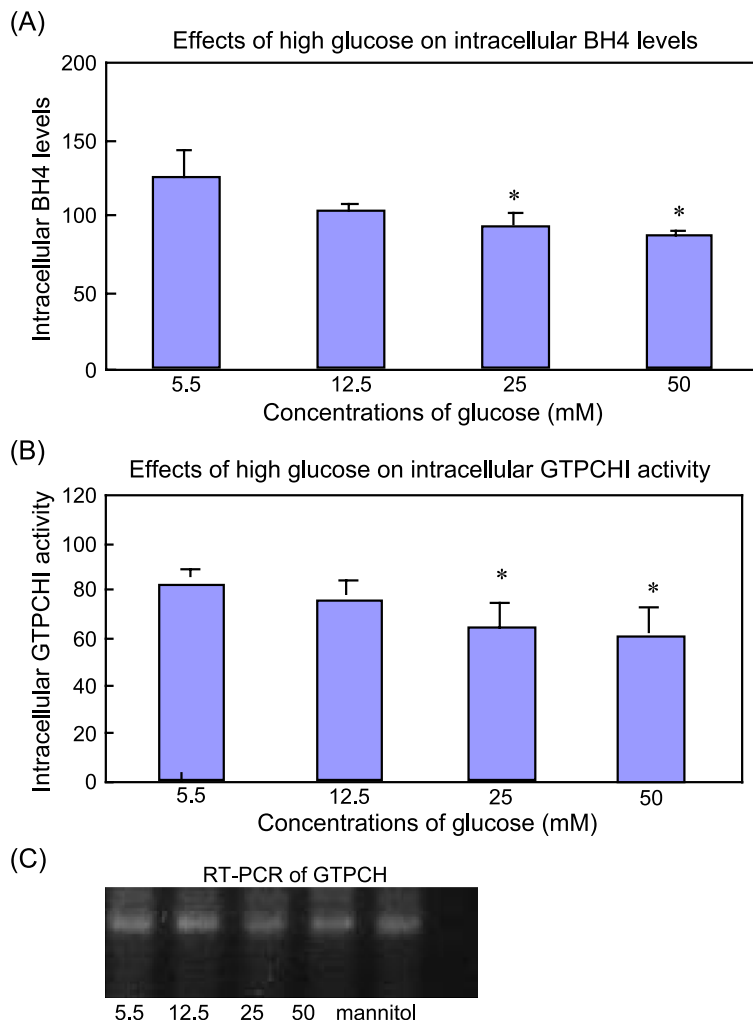 (A)
Effects of high glucose on intracellular BH4 levels
200
150
100
50
0
Intracellular BH4 levels
*
*
5.5 12.5 25 50
Concentrations of glucose (mM)
(B)
Effects of high glucose on intracellular GTPCHI activity
120
100
80
60
40
20
0
Intracellular GTPCHI activity
*
*
5.5 12.5 25 50
Concentrations of glucose (mM)
(C)
RT-PCR of GTPCH
5.5 12.5 25 50 mannitol